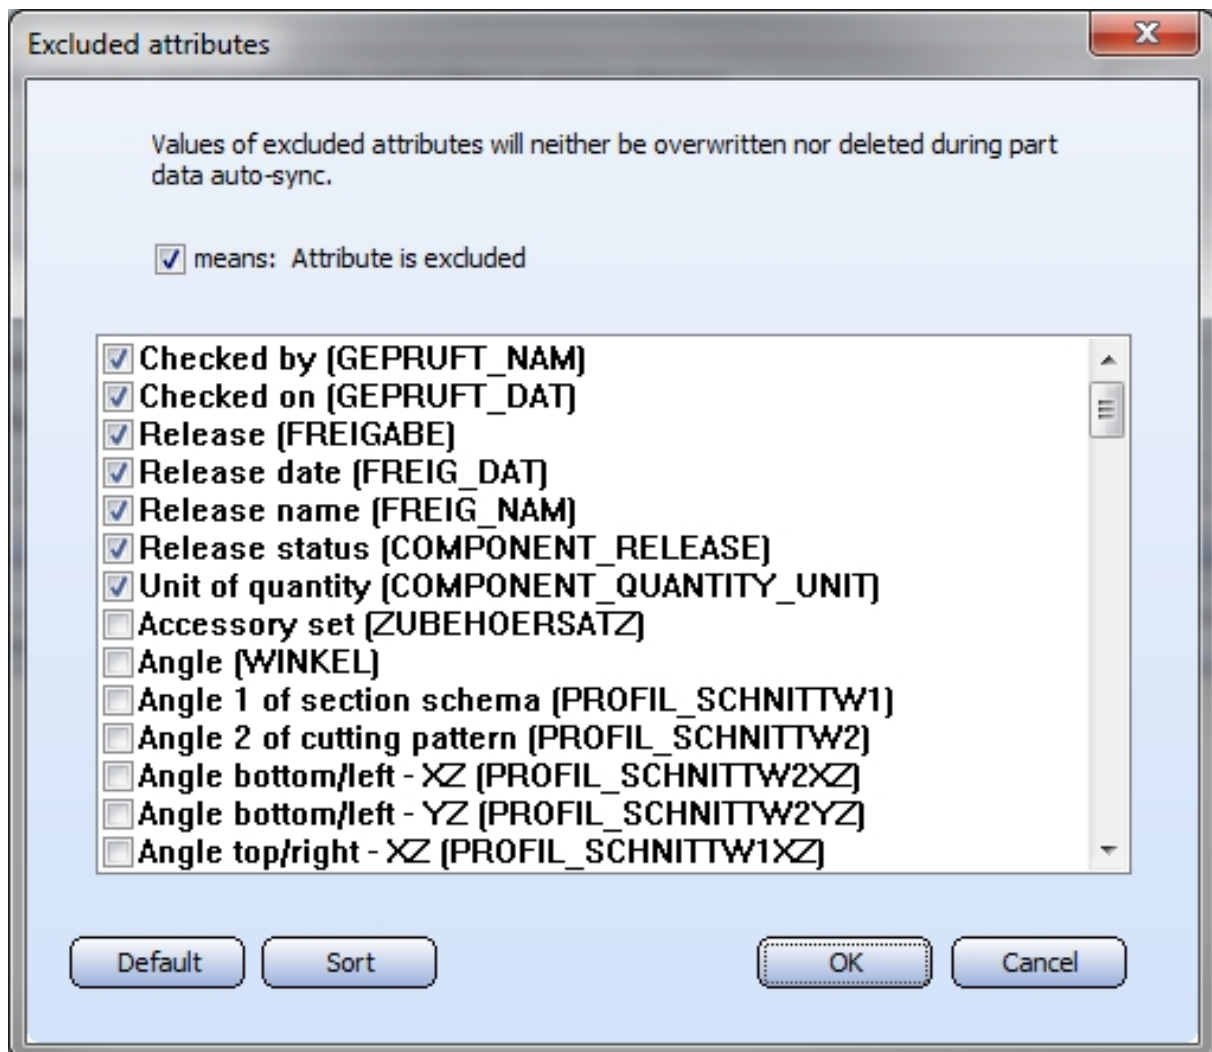 Excluded attributes
Values of excluded attributes will neither be overwritten nor deleted during part
data auto-sync.
means: Attribute is excluded
Checked by (GEPRUFT_NAM)
Checked on (GEPRUFT_DAT)
Release (FREIGABE)
Release date (FREIG_DAT)
Release name (FREIG_NAM)
Release status (COMPONENT_RELEASE)
Unit of quantity (COMPONENT_QUANTITY_UNIT)
Accessory set (ZUBEHOERSATZ)
Angle (WINKEL)
Angle 1 of section schema (PROFIL_SCHNITTW1)
Angle 2 of cutting pattern (PROFIL_SCHNITTW2)
Angle bottom/left - XZ (PROFIL_SCHNITTW2XZ)
Angle bottom/left - YZ (PROFIL_SCHNITTW2YZ)
Angle top/right - XZ (PROFIL_SCHNITTW1XZ)
Default Sort OK Cancel